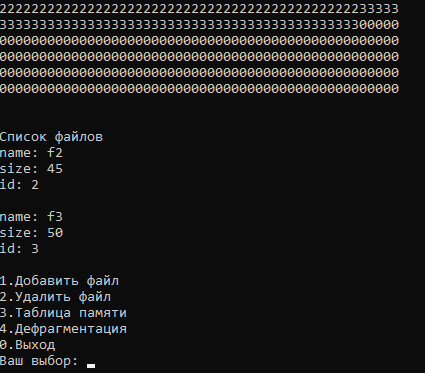 22222222222222222222222222222222222222222222233333
33333333333333333333333333333333333333333333300000
00000000000000000000000000000000000000000000000000
00000000000000000000000000000000000000000000000000
00000000000000000000000000000000000000000000000000
00000000000000000000000000000000000000000000000000
Список файлов
name: f2
size: 45
id: 2
name: f3
size: 50
id: 3
1.Добавить файл
2.Удалить файл
3.Таблица памяти
4.Дефрагментация
0.Выход
Ваш выбор: